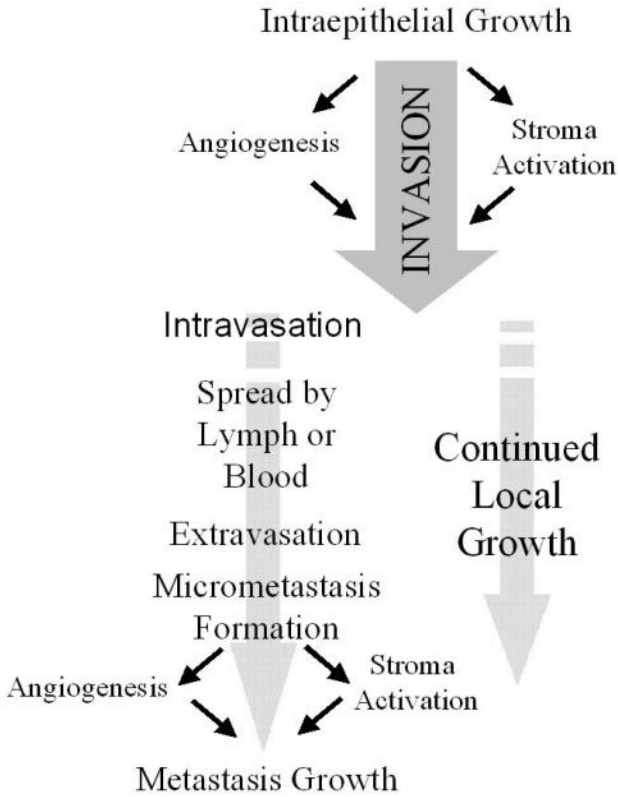 Intraepithelial Growth
Angiogenesis
INVASION
Stroma
Activation
Intravasation
Spread by
Lymph or
Blood
Extravasation
Micrometastasis
Formation
Continued
Local
Growth
Angiogenesis
Stroma
Activation
Metastasis Growth